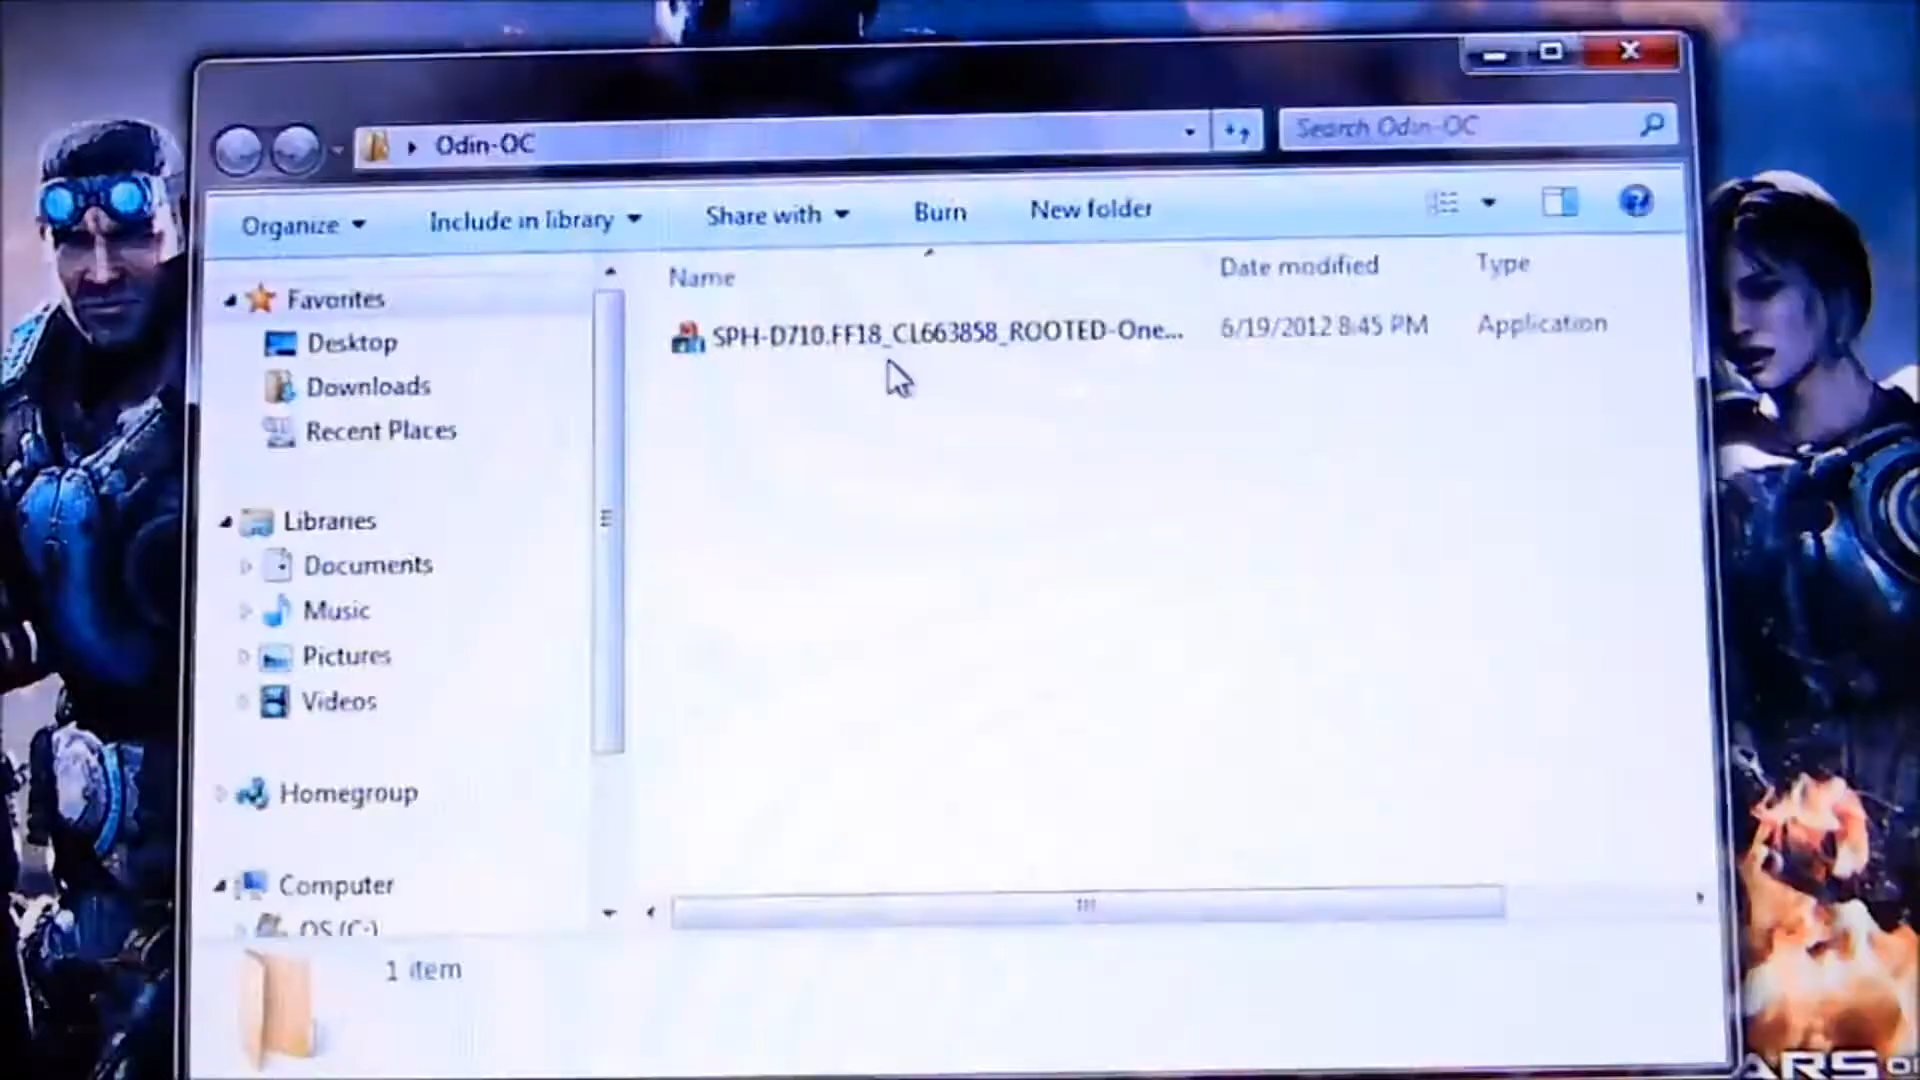 Odin-OC
Search Odin-OC
Organize
Include in library
Share with
Burn
New folder
Name
Date modified
Type
SPH-D710.FF18_CL663858_ROOTED-One...
6/19/2012 8:45 PM
Application
Favorites
Desktop
Downloads
Recent Places
Libraries
Documents
Music
Pictures
Videos
Homegroup
Computer
OS (C:)
1 item
ARS